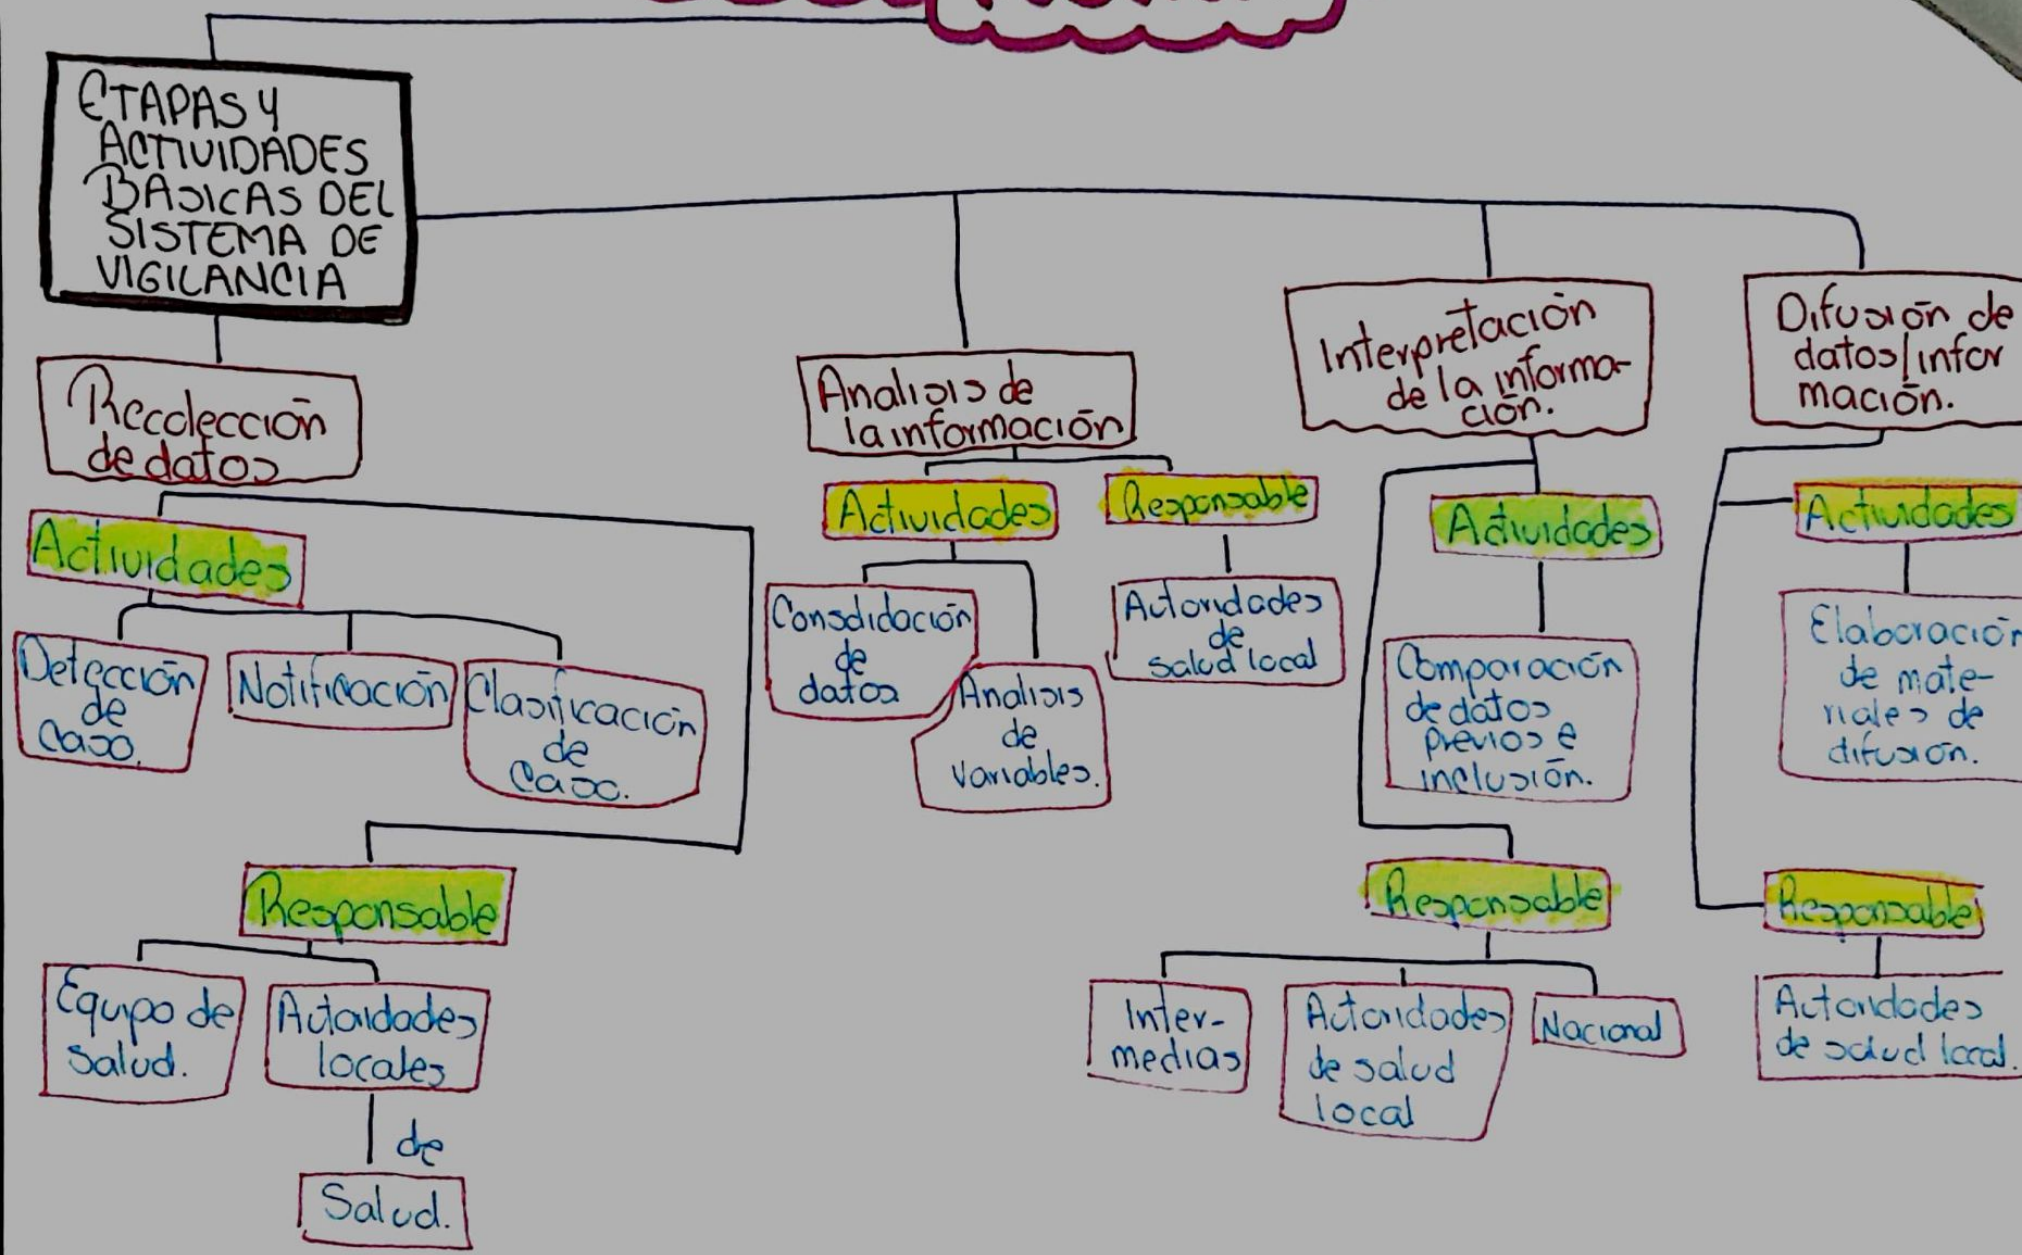 ETAPAS Y
ACTIVIDADES
BASICAS DEL
SISTEMA DE
VIGILANCIA
Recolección
de datos
Actividades
Detección
de
Caso.
Notificación
Clasificación
de
Caso.
Responsable
Equipo de
Salud.
Autoridades
locales
de
Salud.
Analisis de
la información
Actividades
Consolidación
de
datos
Analisis
de
Variables.
Responsable
Autoridades
de
salud local
Interpretación
de la informa-
ción.
Actividades
Comparación
de datos
previos e
inclusión.
Responsable
Inter-
medias
Autoridades
de salud
local
Nacional
Difusión de
datos/infor
mación.
Actividades
Elaboración
de mate-
riales de
difusión.
Responsable
Autoridades
de salud local.